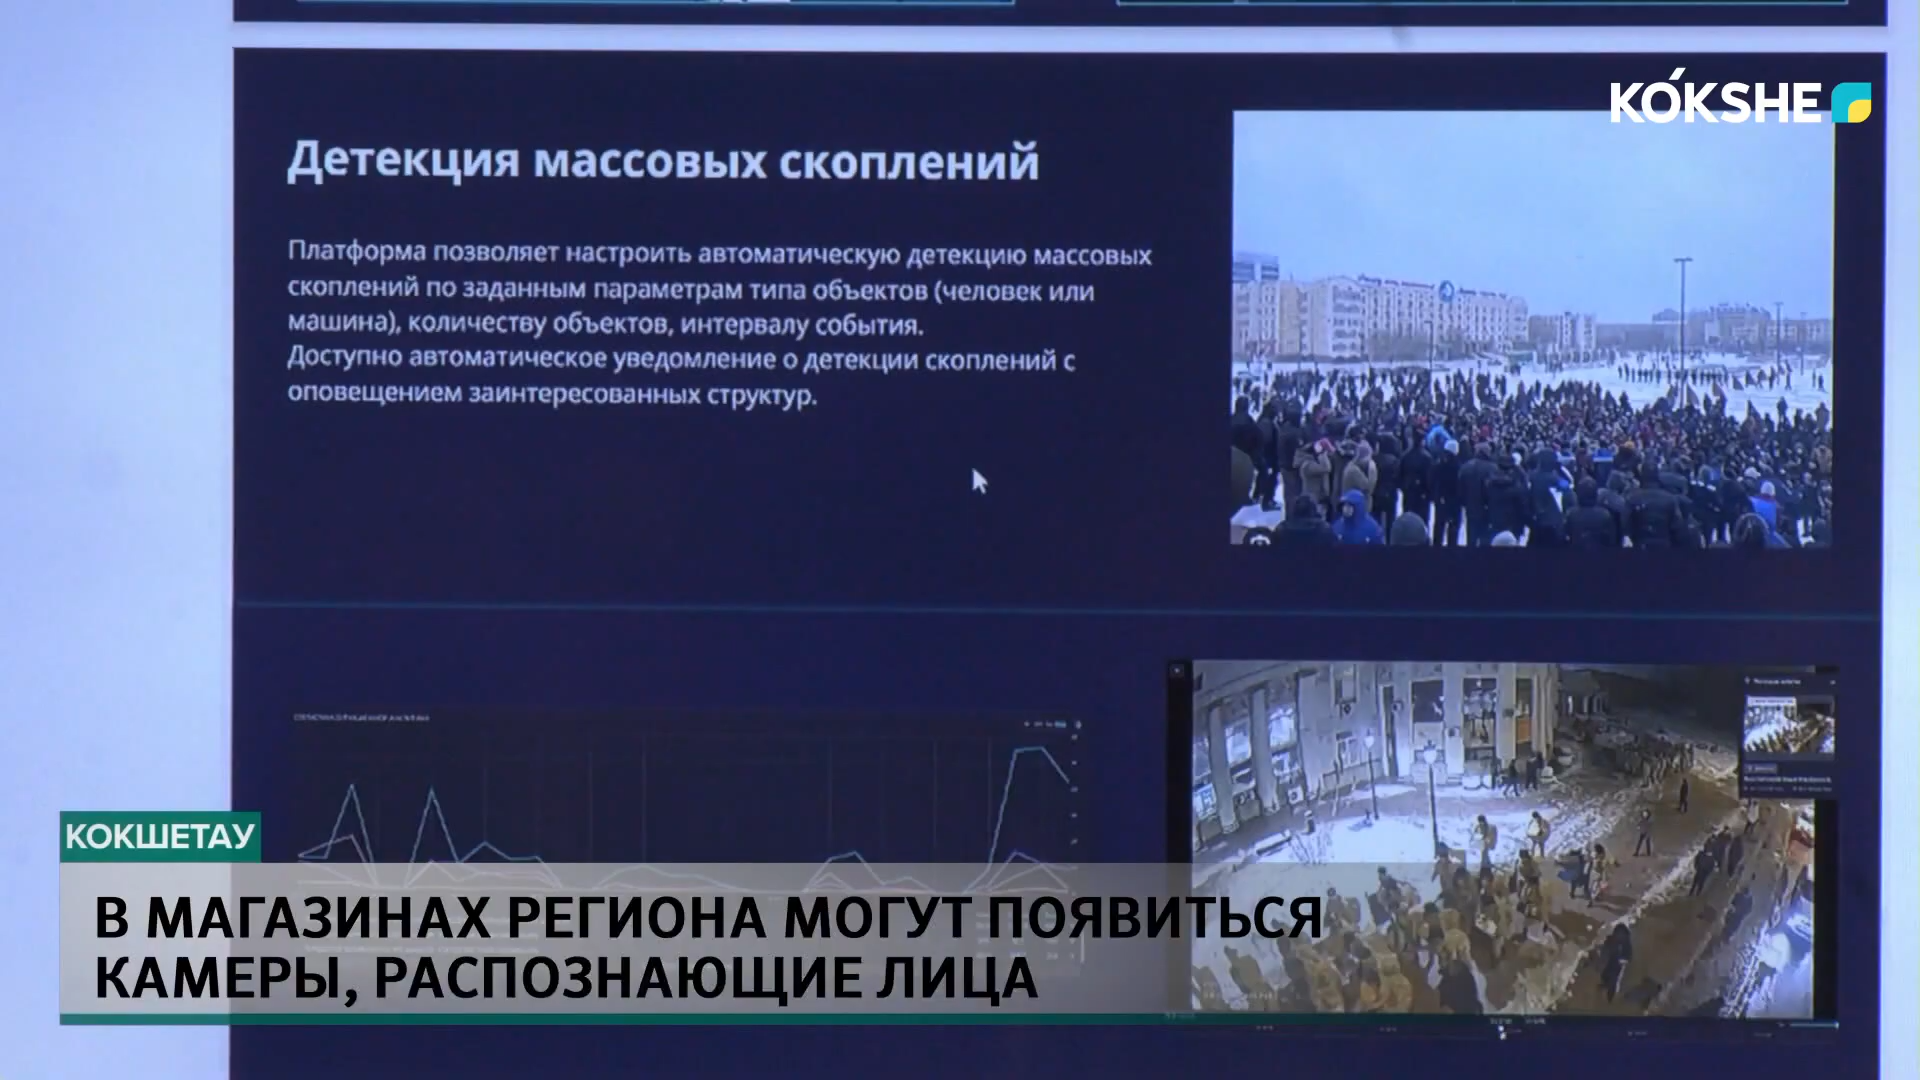 KÓKSHE
Детекция массовых скоплений
Платформа позволяет настроить автоматическую детекцию массовых
скоплений по заданным параметрам типа объектов (человек или
машина), количеству объектов, интервалу события.
Доступно автоматическое уведомление о детекции скоплений с
оповещением заинтересованных структур.
КОКШЕТАУ
В МАГАЗИНАХ РЕГИОНА МОГУТ ПОЯВИТЬСЯ
КАМЕРЫ, РАСПОЗНАЮЩИЕ ЛИЦА